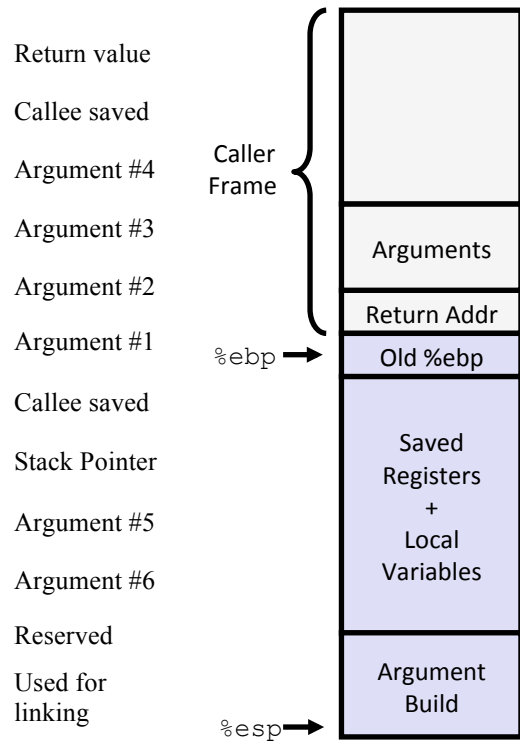 Return value
Callee saved
Argument #4
Argument #3
Argument #2
Argument #1
Callee saved
Stack Pointer
Argument #5
Argument #6
Reserved
Used for
linking
Caller
Frame
Arguments
Return Addr
%ebp
Old %ebp
Saved
Registers
+
Local
Variables
Argument
Build
%esp